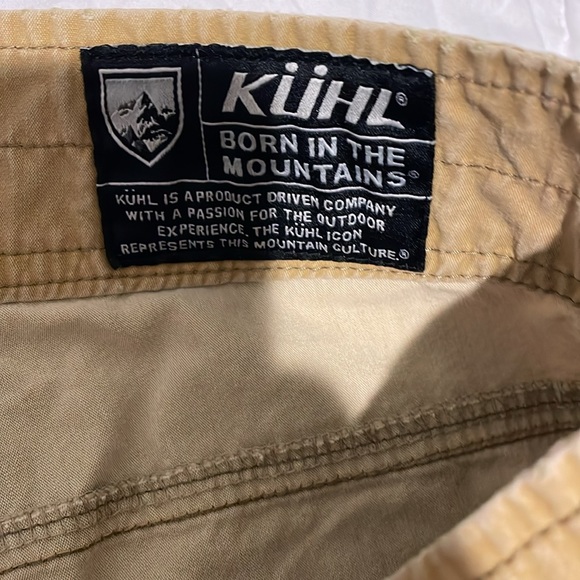 KÜHL®
BORN IN THE
MOUNTAINS®
KÜHL IS A PRODUCT DRIVEN COMPANY
WITH A PASSION FOR THE OUTDOOR
EXPERIENCE. THE KÜHL ICON
REPRESENTS THIS MOUNTAIN CULTURE.®